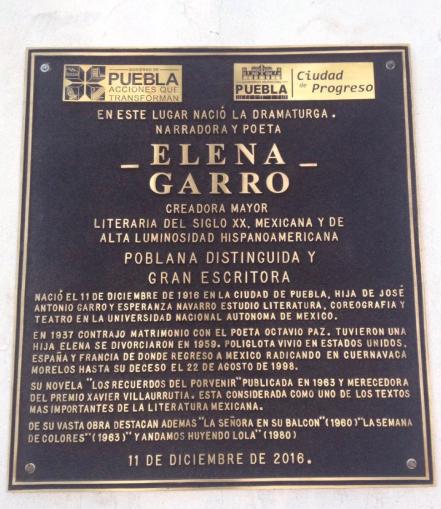 GOBIERNO DE
PUEBLA
ACCIONES QUE
TRANSFORMAN
PUEBLA
Ciudad
de Progreso
EN ESTE LUGAR NACIÓ LA DRAMATURGA.
NARRADORA Y POETA
_ ELENA _
GARRO
CREADORA MAYOR
LITERARIA DEL SIGLO XX, MEXICANA Y DE
ALTA LUMINOSIDAD HISPANOAMERICANA
POBLANA DISTINGUIDA Y
GRAN ESCRITORA
NACIÓ EL 11 DE DICIEMBRE DE 1916 EN LA CIUDAD DE PUEBLA, HIJA DE JOSÉ
ANTONIO GARRO Y ESPERANZA NAVARRO ESTUDIO LITERATURA, COREOGRAFIA Y
TEATRO EN LA UNIVERSIDAD NACIONAL AUTONOMA DE MEXICO.
EN 1937 CONTRAJO MATRIMONIO CON EL POETA OCTAVIO PAZ. TUVIERON UNA
HIJA ELENA SE DIVORCIARON EN 1959. POLIGLOTA VIVIO EN ESTADOS UNIDOS,
ESPAÑA Y FRANCIA DE DONDE REGRESO A MEXICO RADICANDO EN CUERNAVACA
MORELOS HASTA SU DECESO EL 22 DE AGOSTO DE 1998.
SU NOVELA "LOS RECUERDOS DEL PORVENIR" PUBLICADA EN 1963 Y MERECEDORA
DEL PREMIO XAVIER VILLAURRUTIA. ESTA CONSIDERADA COMO UNO DE LOS TEXTOS
MAS IMPORTANTES DE LA LITERATURA MEXICANA.
DE SU VASTA OBRA DESTACAN ADEMAS "LA SEÑORA EN SU BALCON" (1960) "LA SEMANA
DE COLORES" (1963) "Y ANDAMOS HUYENDO LOLA" (1980)
11 DE DICIEMBRE DE 2016.